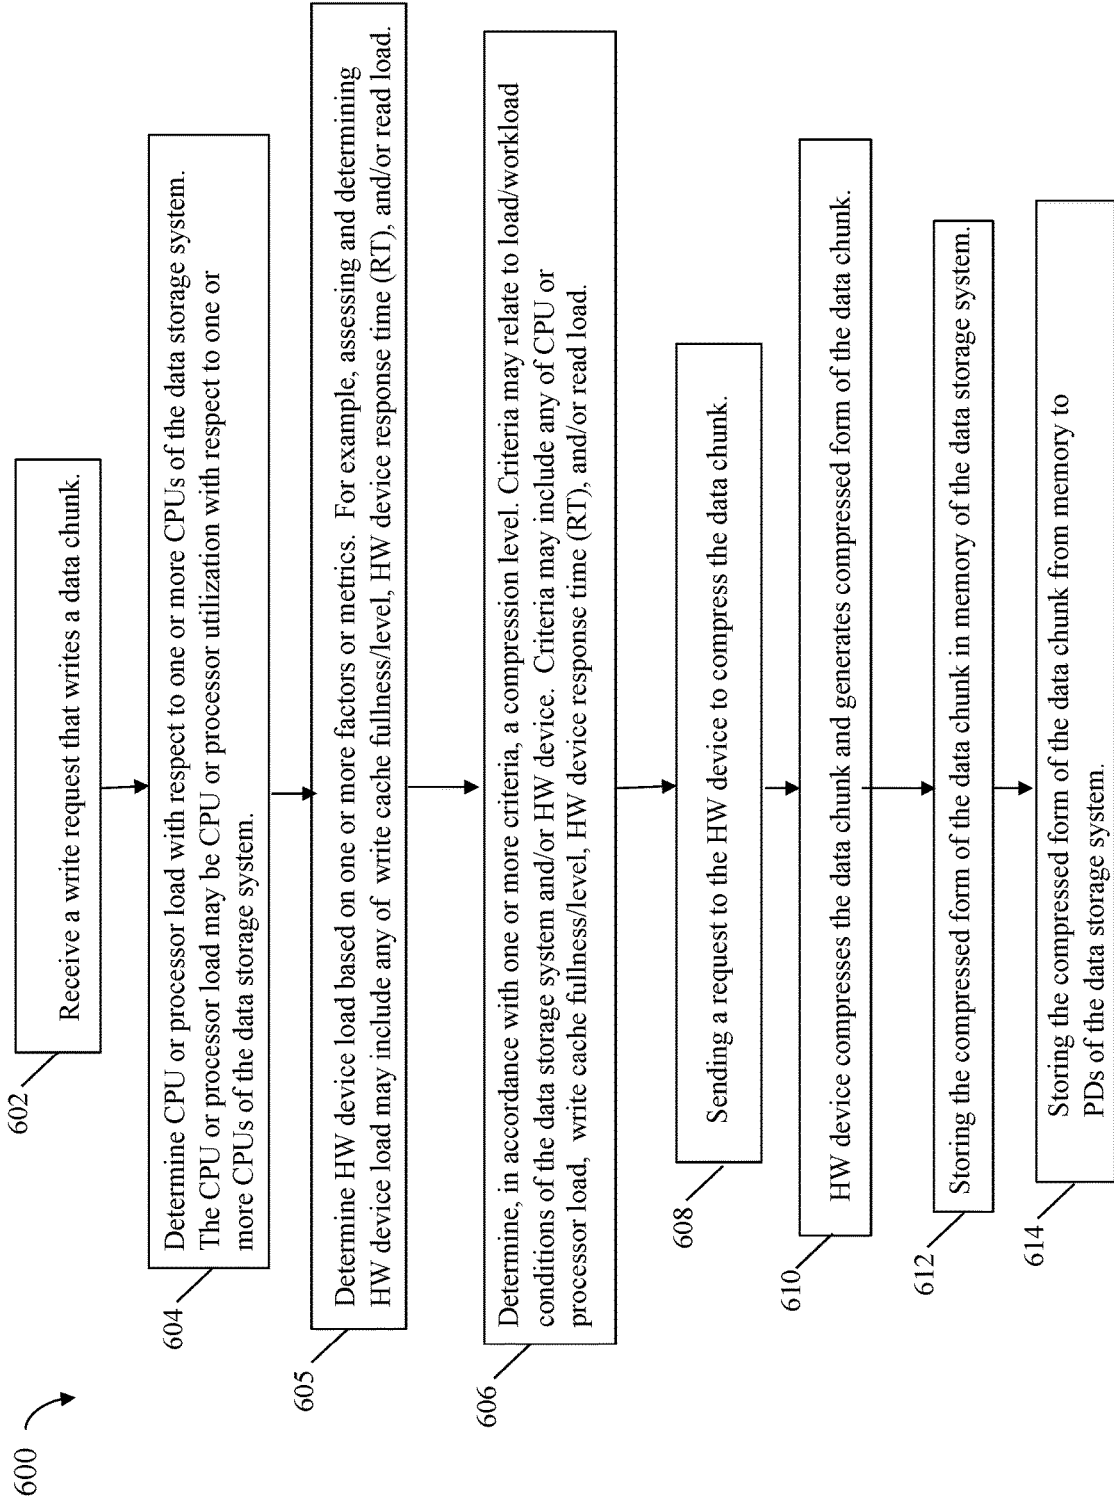 600
602
Receive a write request that writes a data chunk.
604
Determine CPU or processor load with respect to one or more CPUs of the data storage system.
The CPU or processor load may be CPU or processor utilization with respect to one or
more CPUs of the data storage system.
605
Determine HW device load based on one or more factors or metrics. For example, assessing and determining
HW device load may include any of write cache fullness/level, HW device response time (RT), and/or read load.
606
Determine, in accordance with one or more criteria, a compression level. Criteria may relate to load/workload
conditions of the data storage system and/or HW device. Criteria may include any of CPU or
processor load, write cache fullness/level, HW device response time (RT), and/or read load.
608
Sending a request to the HW device to compress the data chunk.
610
HW device compresses the data chunk and generates compressed form of the data chunk.
612
Storing the compressed form of the data chunk in memory of the data storage system.
614
Storing the compressed form of the data chunk from memory to
PDs of the data storage system.